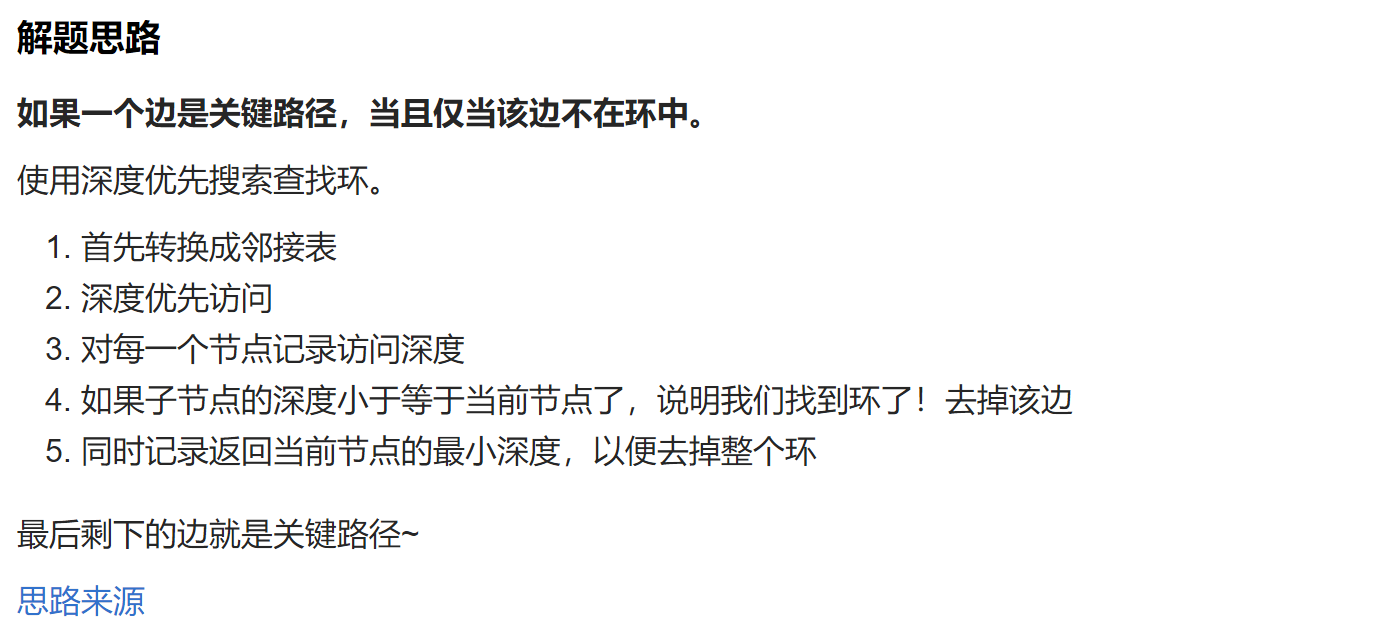 解题思路
如果一个边是关键路径，当且仅当该边不在环中。
使用深度优先搜索查找环。
1. 首先转换成邻接表
2. 深度优先访问
3. 对每一个节点记录访问深度
4. 如果子节点的深度小于等于当前节点了，说明我们找到环了！去掉该边
5. 同时记录返回当前节点的最小深度，以便去掉整个环
最后剩下的边就是关键路径~
思路来源